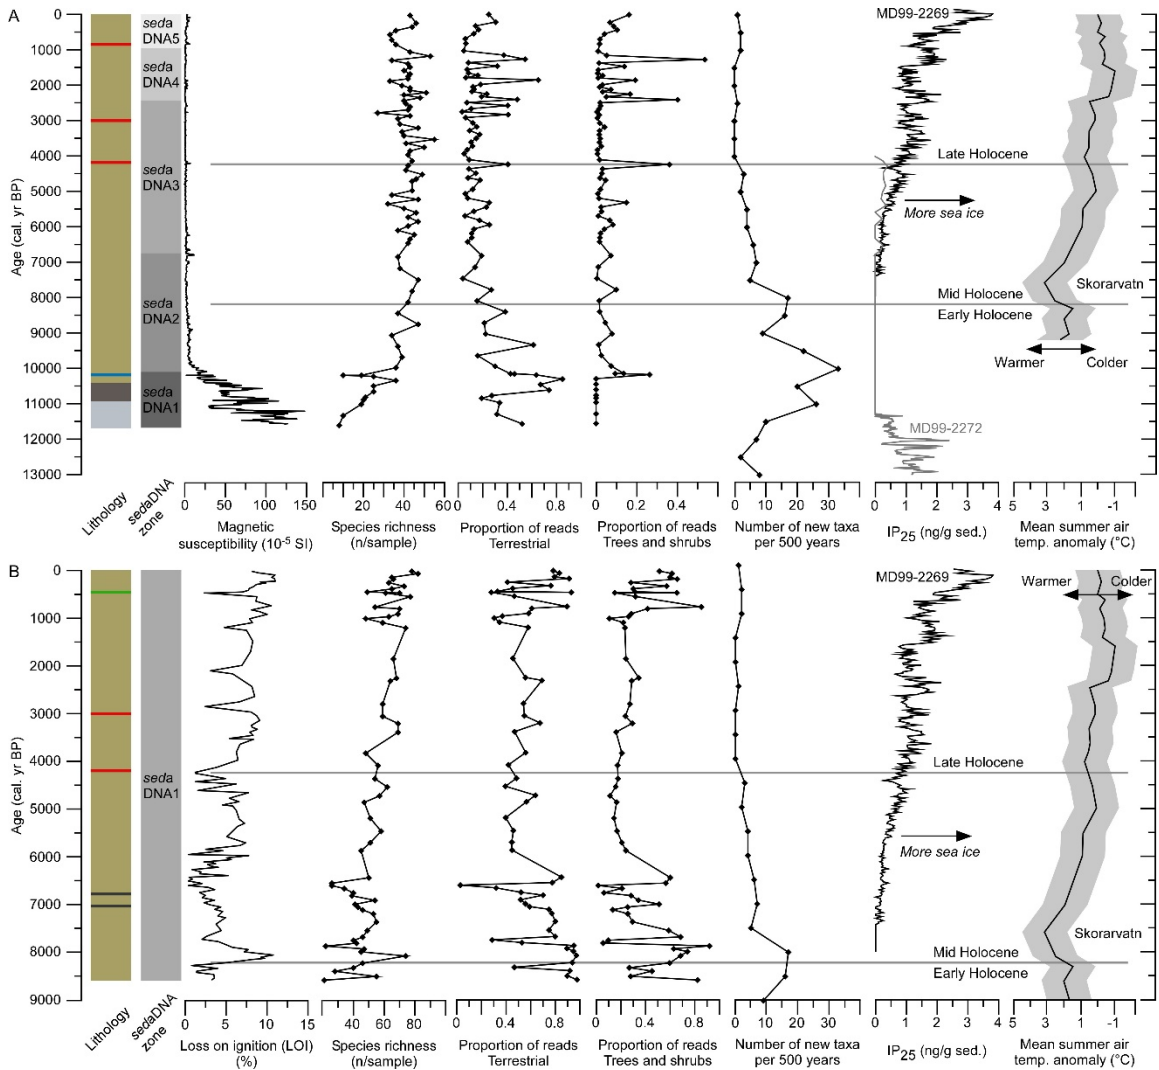 A
0
1000
2000
3000
4000
5000
6000
7000
8000
9000
10000
11000
12000
13000
Age (cal. yr BP)
seda
DNA5
seda
DNA4
seda
DNA3
seda
DNA2
seda
DNA1
MD99-2269
Late Holocene
More sea ice
Skorarvatn
Mid Holocene
Early Holocene
Warmer
Colder
MD99-2272
Lithology
sedaDNA
zone
0 50 100 150
Magnetic
susceptibility (10-5 SI)
20 40 60
Species richness
(n/sample)
0 0.4 0.8
Proportion of reads
Terrestrial
0 0.2 0.4
Proportion of reads
Trees and shrubs
0 10 20 30
Number of new taxa
per 500 years
0 1 2 3 4
IP25 (ng/g sed.)
5 3 1 -1
Mean summer air
temp. anomaly (°C)
B
0
1000
2000
3000
4000
5000
6000
7000
8000
9000
Age (cal. yr BP)
seda
DNA1
MD99-2269
Warmer
Colder
Late Holocene
More sea ice
Skorarvatn
Mid Holocene
Early Holocene
Lithology
sedaDNA
zone
0 5 10 15
Loss on ignition (LOI)
(%)
20 40 60 80
Species richness
(n/sample)
0 0.4 0.8
Proportion of reads
Terrestrial
0 0.4 0.8
Proportion of reads
Trees and shrubs
0 10 20 30
Number of new taxa
per 500 years
0 1 2 3 4
IP25 (ng/g sed.)
5 3 1 -1
Mean summer air
temp. anomaly (°C)